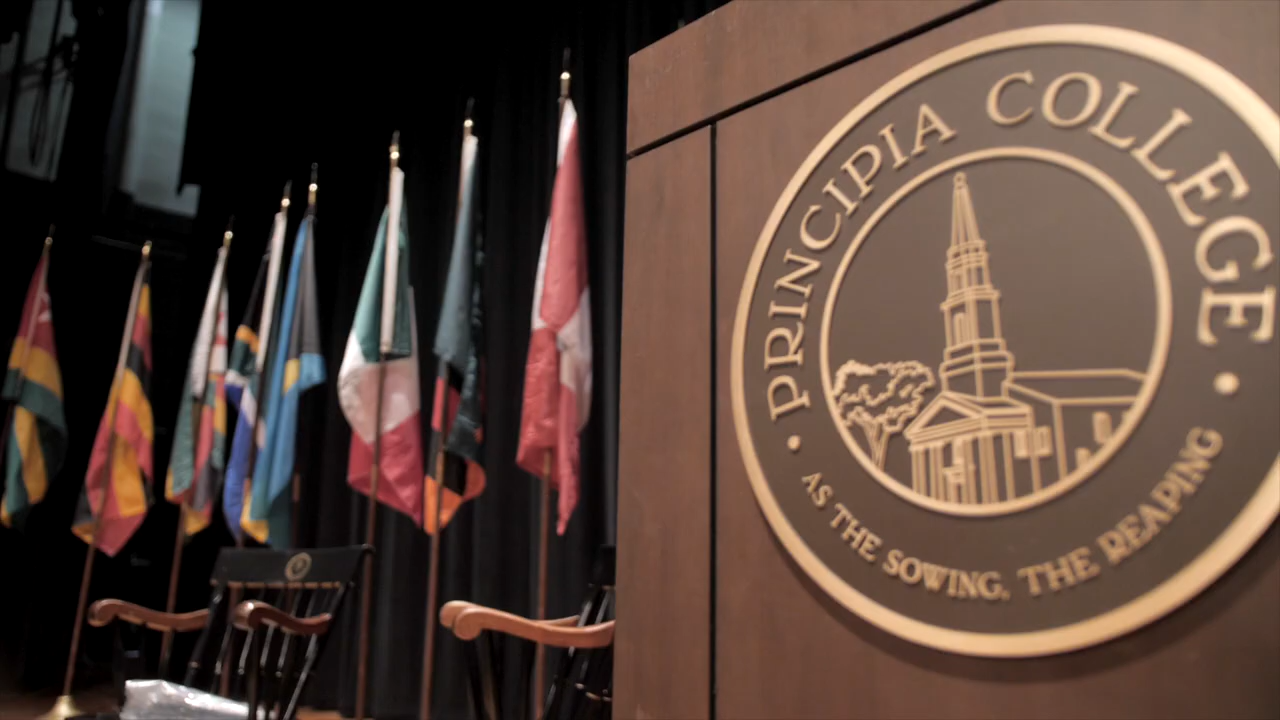 PRINCIPIA COLLEGE
AS THE SOWING, THE REAPING